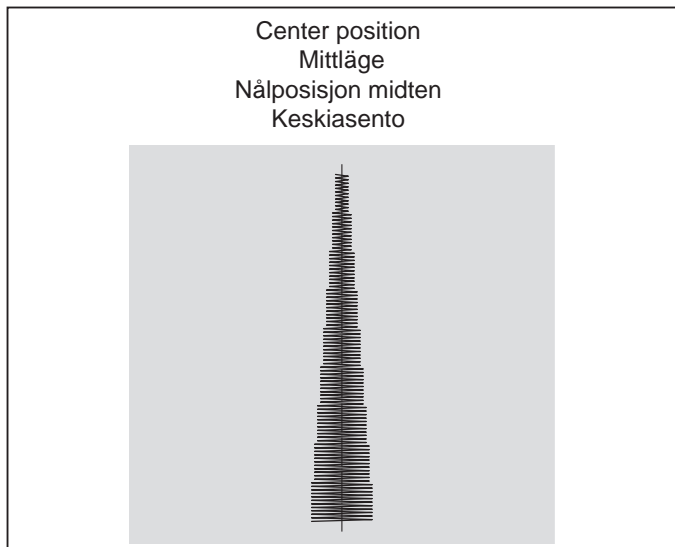 Center position
Mittläge
Nålposisjon midten
Keskiasento